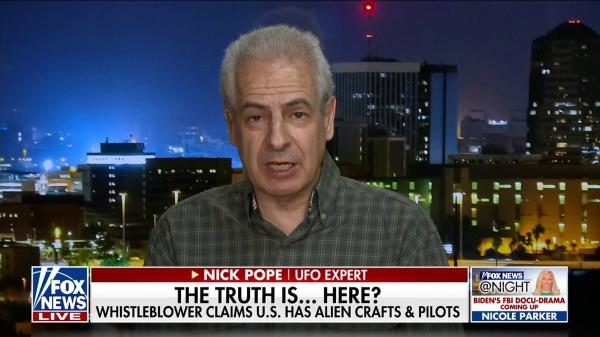 NICK POPE | UFO EXPERT
THE TRUTH IS... HERE?
WHISTLEBLOWER CLAIMS U.S. HAS ALIEN CRAFTS & PILOTS
FOX
NEWS
LIVE
FOX NEWS
@NIGHT
BIDEN'S FBI DOCU-DRAMA
COMING UP
NICOLE PARKER